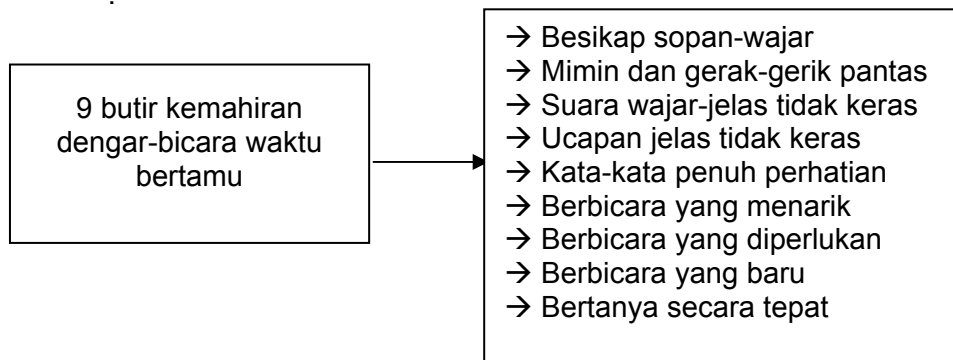 9 butir kemahiran
dengar-bicara waktu
bertamu
→ Besikap sopan-wajar
→ Mimin dan gerak-gerik pantas
→ Suara wajar-jelas tidak keras
→ Ucapan jelas tidak keras
→ Kata-kata penuh perhatian
→ Berbicara yang menarik
→ Berbicara yang diperlukan
→ Berbicara yang baru
→ Bertanya secara tepat